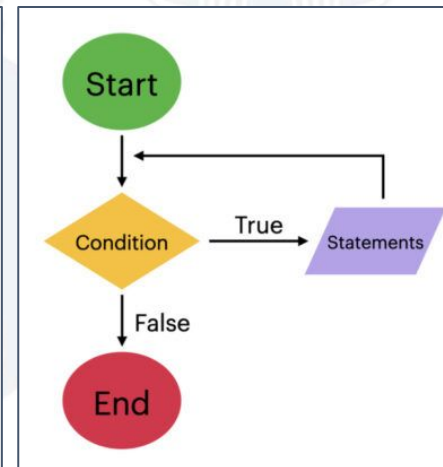 Start
Condition
True
Statements
False
End